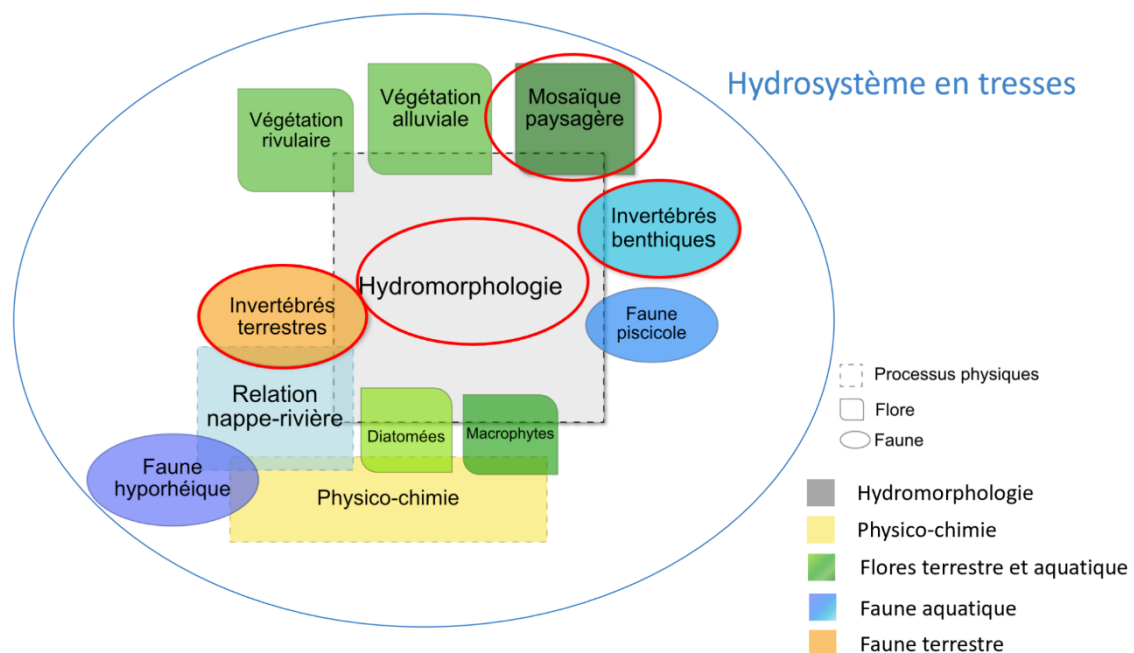 Hydrosystème en tresses
Végétation
rivulaire
Végétation
alluviale
Mosaïque
paysagère
Invertébrés
benthiques
Hydromorphologie
Invertébrés
terrestres
Faune
piscicole
Relation
nappe-rivière
Diatomées
Macrophytes
Faune
hyporhéique
Physico-chimie
Processus physiques
Flore
Faune
Hydromorphologie
Physico-chimie
Flores terrestre et aquatique
Faune aquatique
Faune terrestre